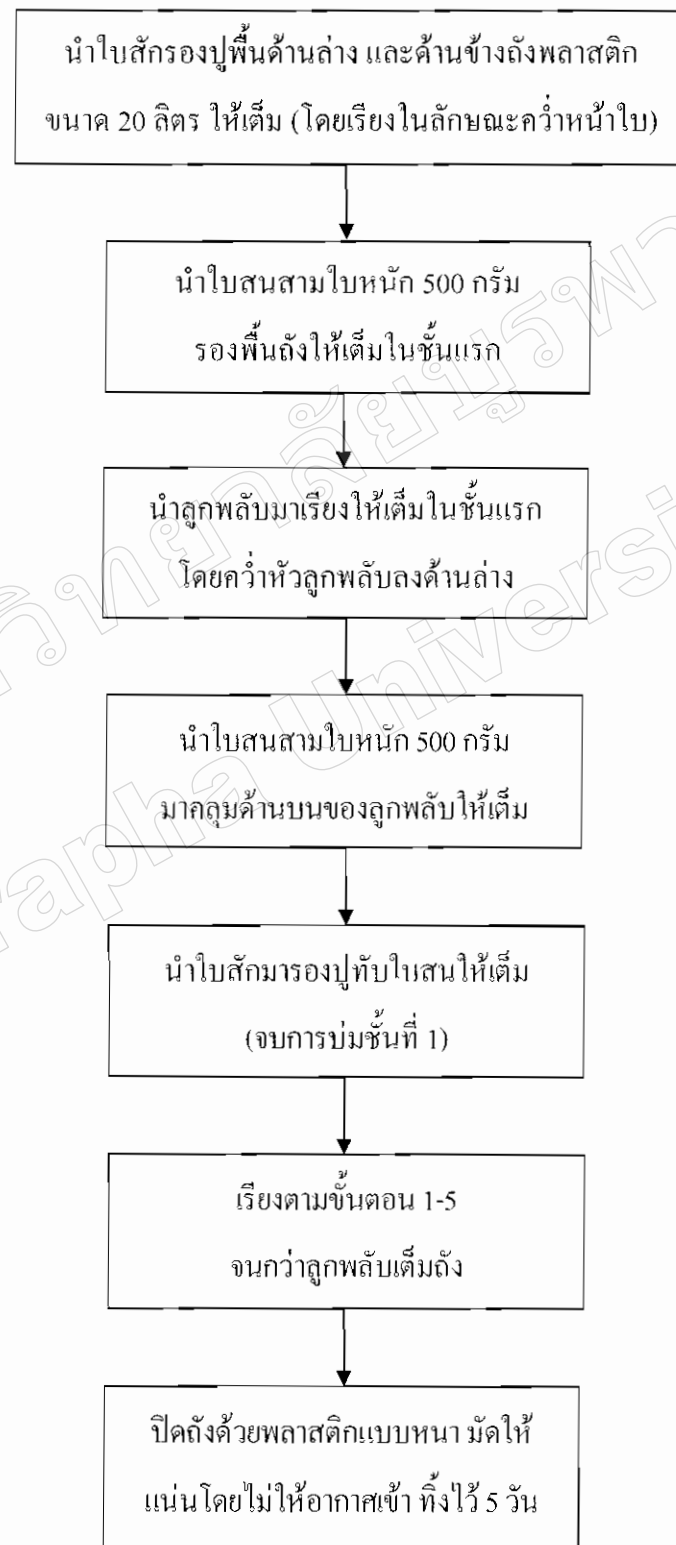 นำใบสักรองปูพื้นด้านล่าง และด้านข้างถังพลาสติก
ขนาด 20 ลิตร ให้เต็ม (โดยเรียงในลักษณะคว่ำหน้าใบ)
นำใบสนสามใบหนัก 500 กรัม
รองพื้นถังให้เต็มในชั้นแรก
นำลูกพลับมาเรียงให้เต็มในชั้นแรก
โดยคว่ำหัวลูกพลับลงด้านล่าง
นำใบสนสามใบหนัก 500 กรัม
มาคลุมด้านบนของลูกพลับให้เต็ม
นำใบสักมารองปูทับใบสนให้เต็ม
(จบการบ่มชั้นที่ 1)
เรียงตามขั้นตอน 1-5
จนกว่าลูกพลับเต็มถัง
ปิดถังด้วยพลาสติกแบบหนา มัดให้
แน่นโดยไม่ให้อากาศเข้า ทิ้งไว้ 5 วัน